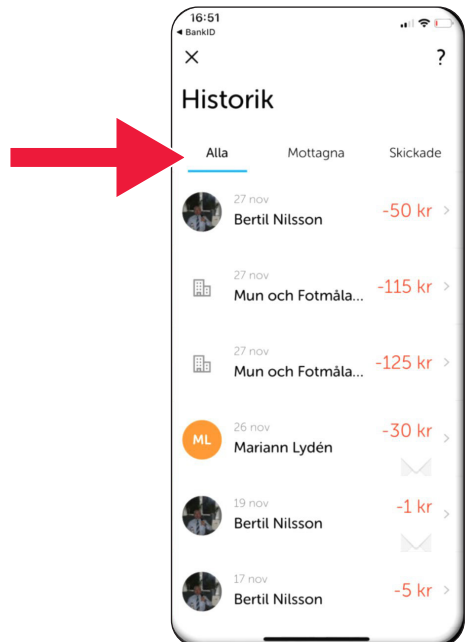 16:51
◀ BankID
?
Historik
Alla Mottagna Skickade
27 nov
Bertil Nilsson -50 kr
27 nov
Mun och Fotmåla... -115 kr
27 nov
Mun och Fotmåla... -125 kr
ML
26 nov
Mariann Lydén -30 kr
19 nov
Bertil Nilsson -1 kr
17 nov
Bertil Nilsson -5 kr